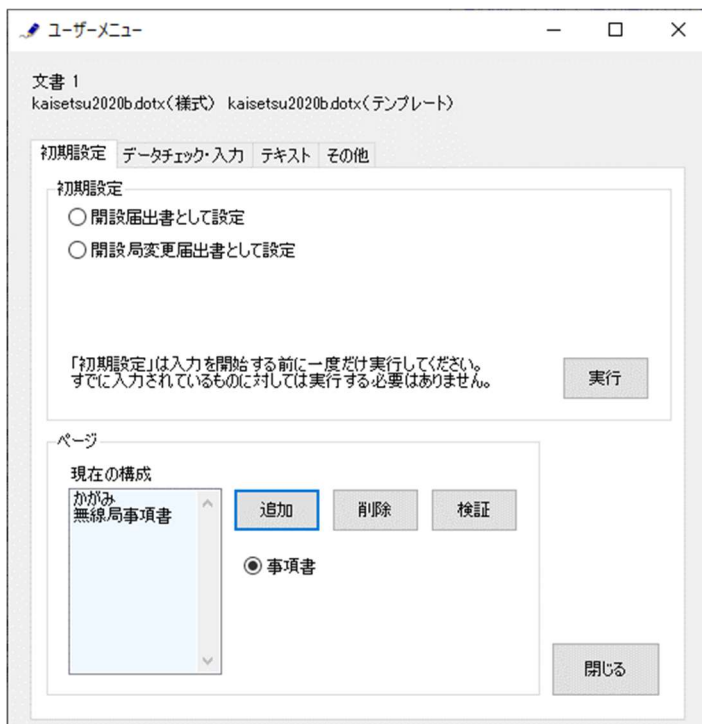 ユーザーメニュー
文書 1
kaisetsu2020b.dotx(様式) kaisetsu2020b.dotx(テンプレート)
初期設定 データチェック・入力 テキスト その他
初期設定
開設届出書として設定
開設局変更届出書として設定
「初期設定」は入力を開始する前に一度だけ実行してください。
すでに入力されているものに対しては実行する必要はありません。
実行
ページ
現在の構成
かがみ
無線局事項書
追加 削除 検証
事項書
閉じる